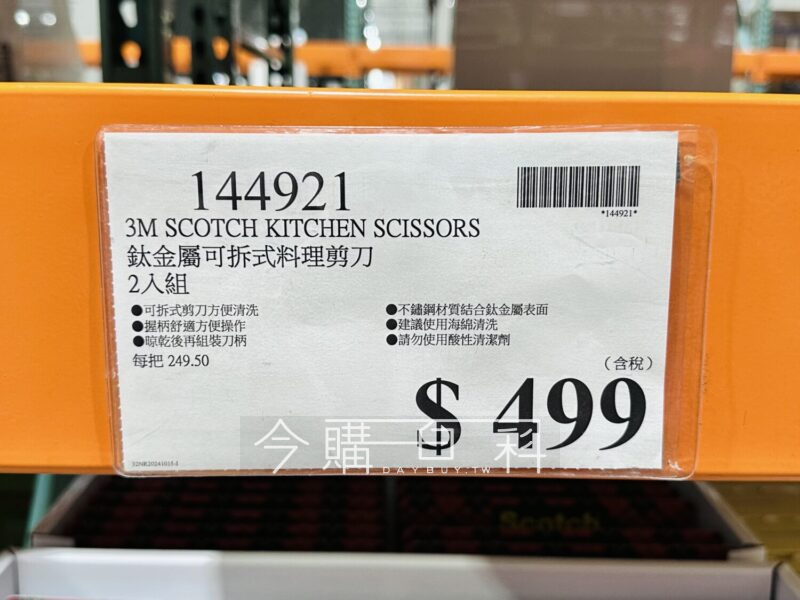 144921
*144921*
3M SCOTCH KITCHEN SCISSORS
鈦金屬可拆式料理剪刀
2入組
●可拆式剪刀方便清洗
●握柄舒適方便操作
●晾乾後再組裝刀柄
每把 249.50
●不鏽鋼材質結合鈦金屬表面
●建議使用海綿清洗
●請勿使用酸性清潔劑
(含稅)
$ 499
今購百科
DAYBUY.TW
32NR20241015-1
Scotch